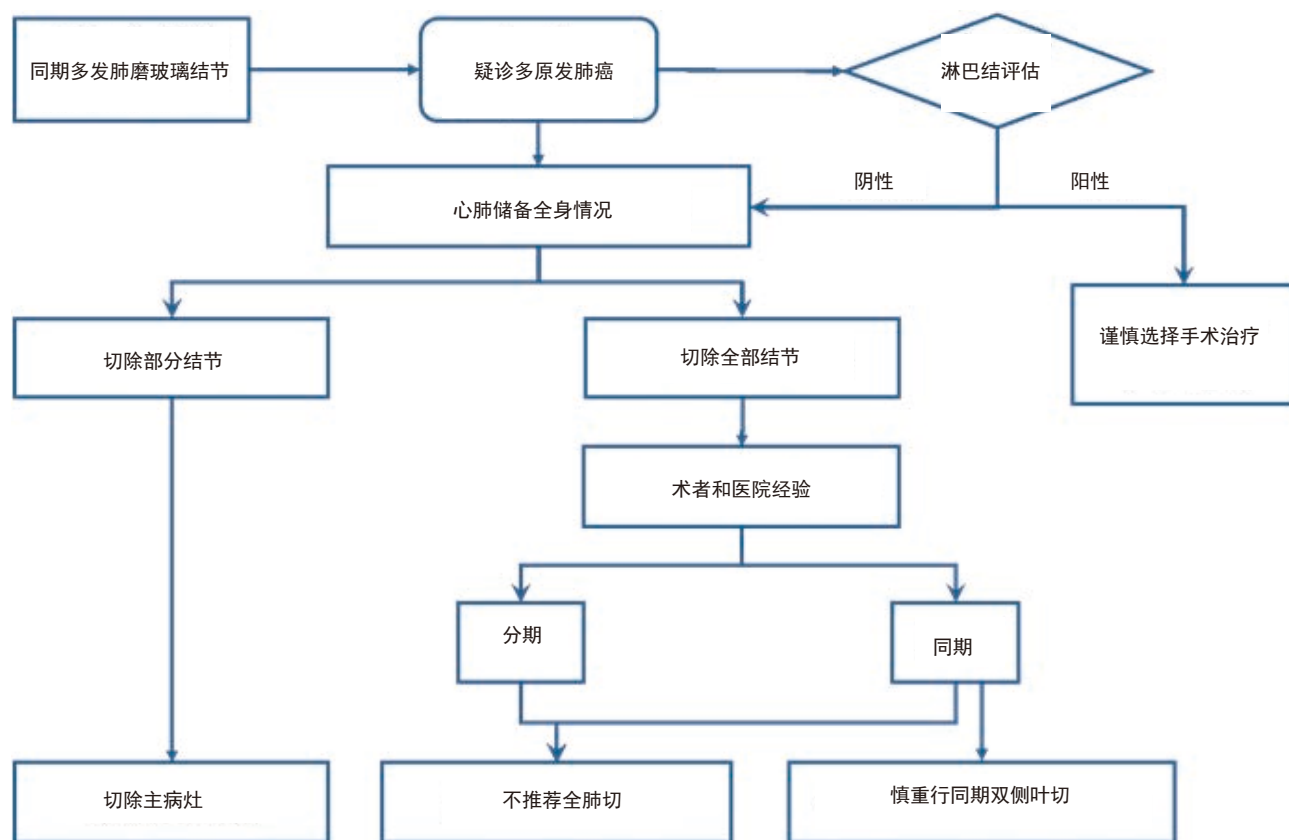 同期多发肺磨玻璃结节
疑诊多原发肺癌
淋巴结评估
阴性
阳性
心肺储备全身情况
谨慎选择手术治疗
切除部分结节
切除全部结节
术者和医院经验
分期
同期
切除主病灶
不推荐全肺切
慎重行同期双侧叶切